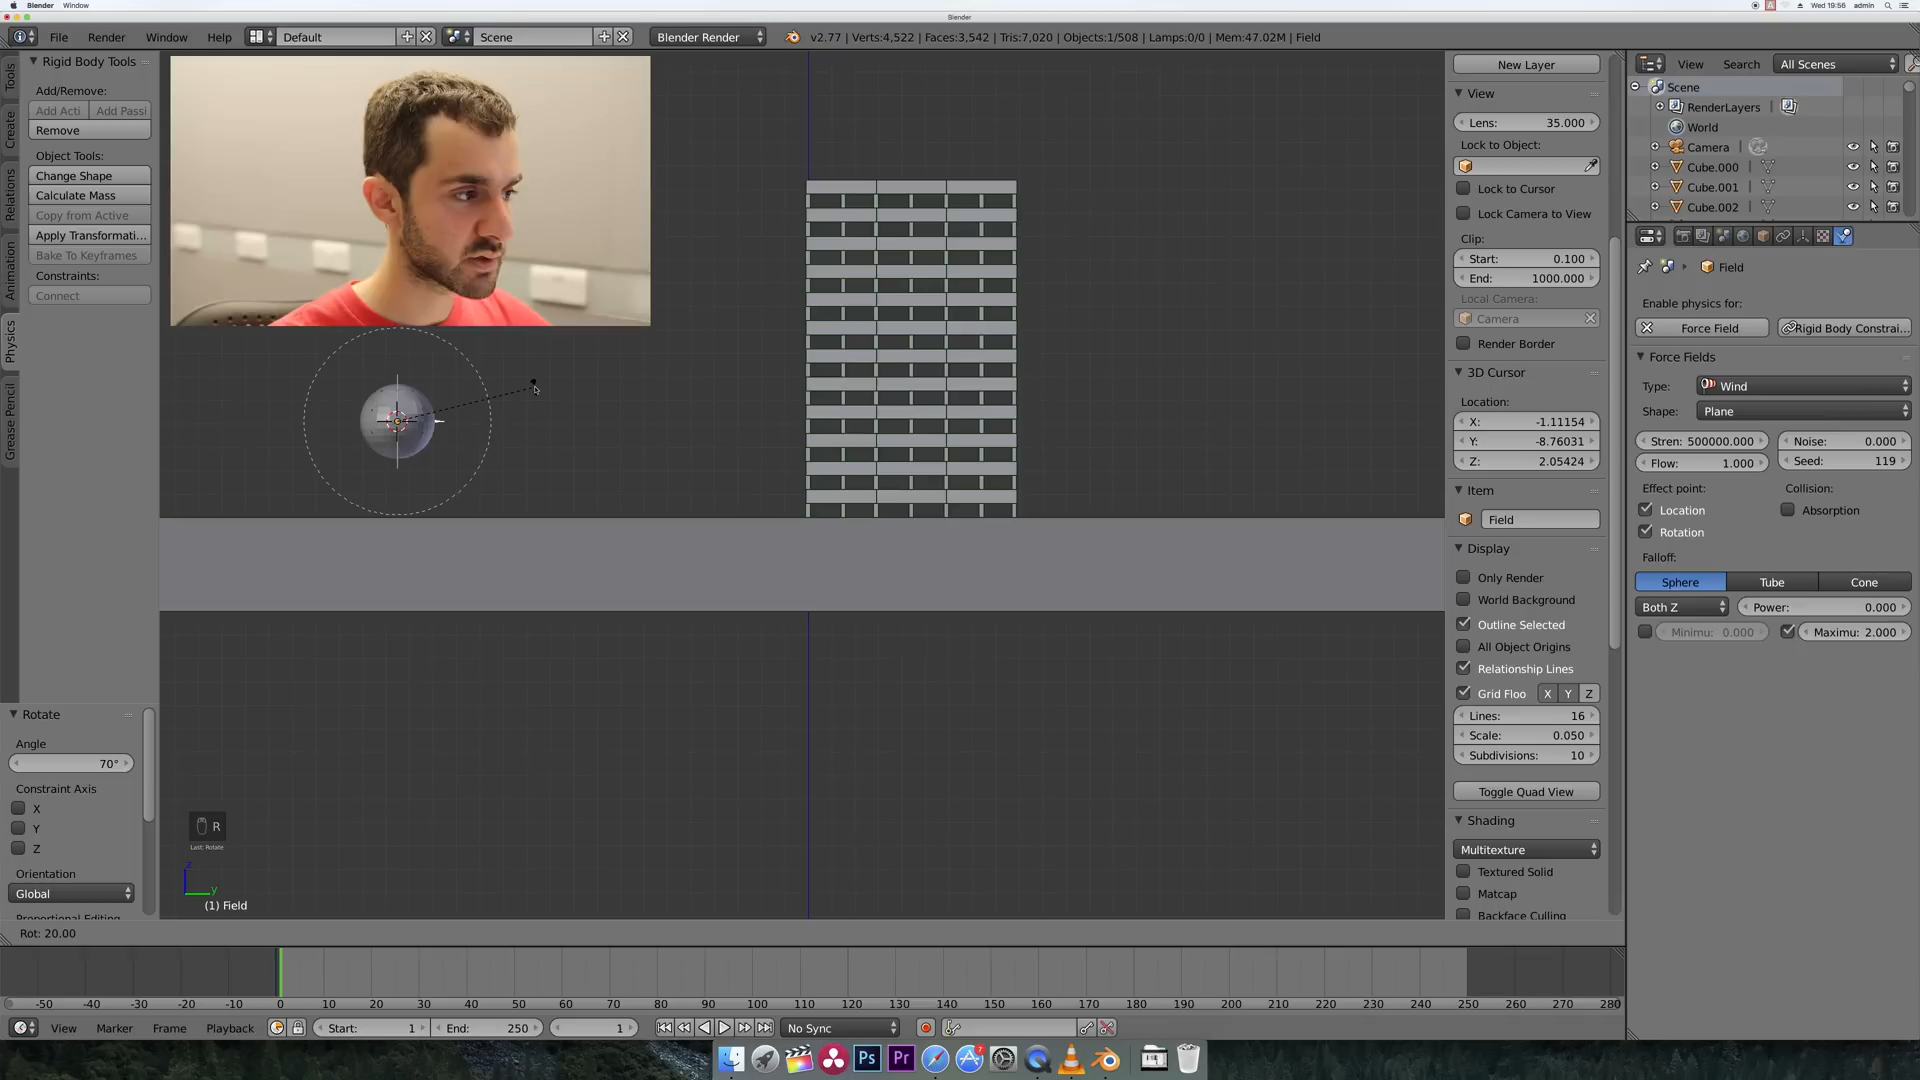 Blender Window
Wed 19:56 admin
Blender
File Render Window Help Default Scene Blender Render v2.77 | Verts:4,522 | Faces:3,542 | Tris:7,020 | Objects:1/508 | Lamps:0/0 | Mem:47.02M | Field
Tools
Create
Relations
Animation
Physics
Grease Pencil
Rigid Body Tools
Add/Remove:
Add Acti Add Passi
Remove
Object Tools:
Change Shape
Calculate Mass
Copy from Active
Apply Transformati...
Bake To Keyframes
Constraints:
Connect
Rotate
Angle
70°
Constraint Axis
X
Y
Z
Orientation
Global
Proportional Editing
R
Last: Rotate
z
y
(1) Field
Rot: 20.00
New Layer
View
Lens: 35.000
Lock to Object:
Lock to Cursor
Lock Camera to View
Clip:
Start: 0.100
End: 1000.000
Local Camera:
Camera
Render Border
3D Cursor
Location:
X: -1.11154
Y: -8.76031
Z: 2.05424
Item
Field
Display
Only Render
World Background
Outline Selected
All Object Origins
Relationship Lines
Grid Floo X Y Z
Lines: 16
Scale: 0.050
Subdivisions: 10
Toggle Quad View
Shading
Multitexture
Textured Solid
Matcap
Backface Culling
View Search All Scenes
Scene
RenderLayers
World
Camera
Cube.000
Cube.001
Cube.002
Field
Enable physics for:
Force Field Rigid Body Constrai...
Force Fields
Type: Wind
Shape: Plane
Stren: 500000.000 Noise: 0.000
Flow: 1.000 Seed: 119
Effect point: Collision:
Location Absorption
Rotation
Falloff:
Sphere Tube Cone
Both Z Power: 0.000
Minimu: 0.000 Maximu: 2.000
-50 -40 -30 -20 -10 0 10 20 30 40 50 60 70 80 90 100 110 120 130 140 150 160 170 180 190 200 210 220 230 240 250 260 270 280
View Marker Frame Playback Start: 1 End: 250 1 No Sync
Ps Pr 7